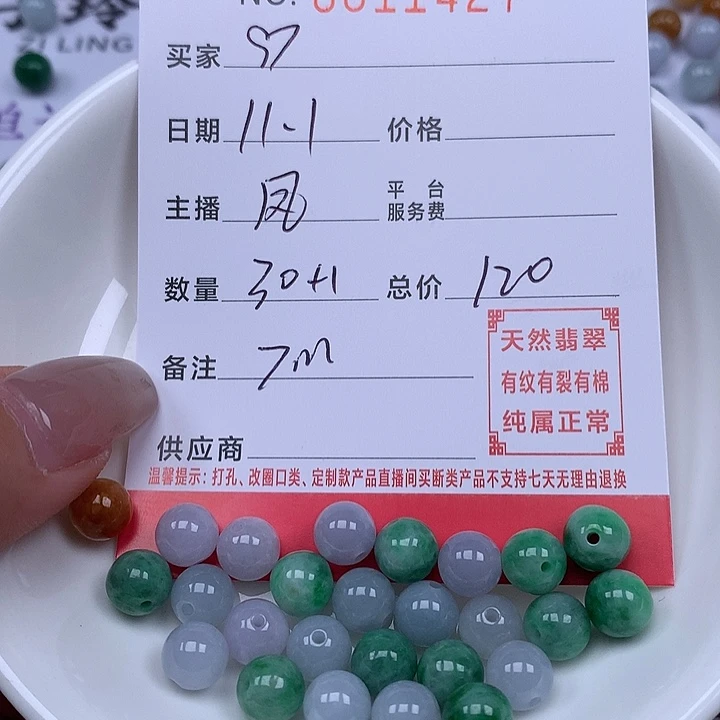 ZI LING
买家
日期 11-1 价格
主播 凤 平台服务费
数量 30+1 总价 120
备注 7m
天然翡翠
有纹有裂有棉
纯属正常
供应商
温馨提示：打孔、改圈口类、定制款产品直播间买断类产品不支持七天无理由退换